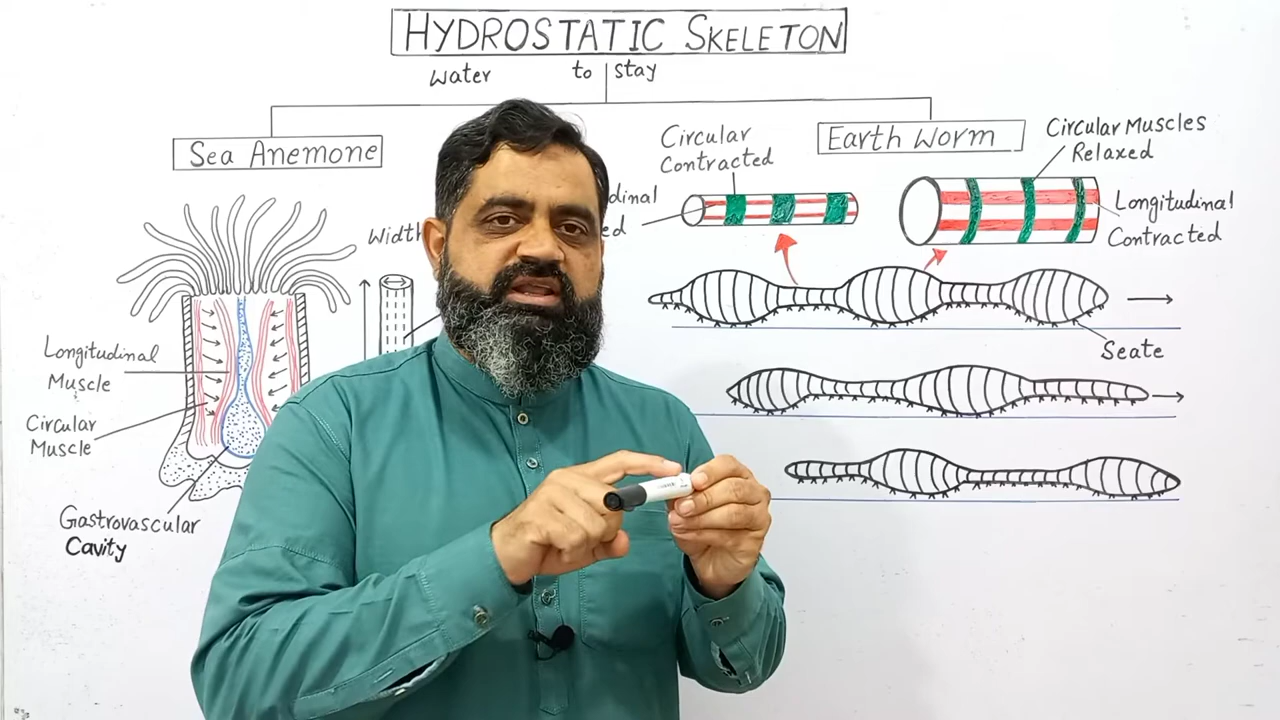 HYDROSTATIC SKELETON
water to stay
Sea Anemone
Earth Worm
Circular
Contracted
Circular Muscles
Relaxed
Longitudinal
Contracted
Width
Longitudinal
Muscle
Circular
Muscle
Gastrovascular
Cavity
Seate